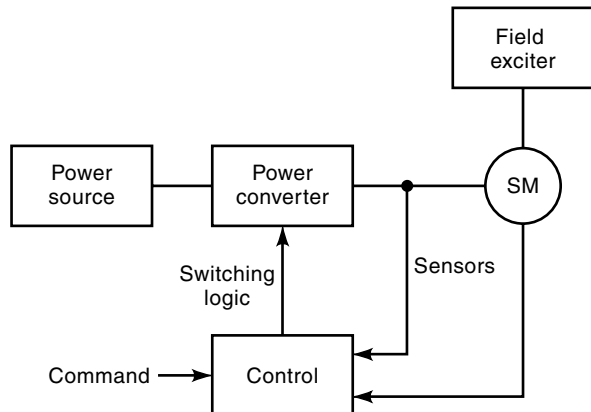 Field
exciter
Power
source
Power
converter
SM
Switching
logic
Sensors
Command
Control